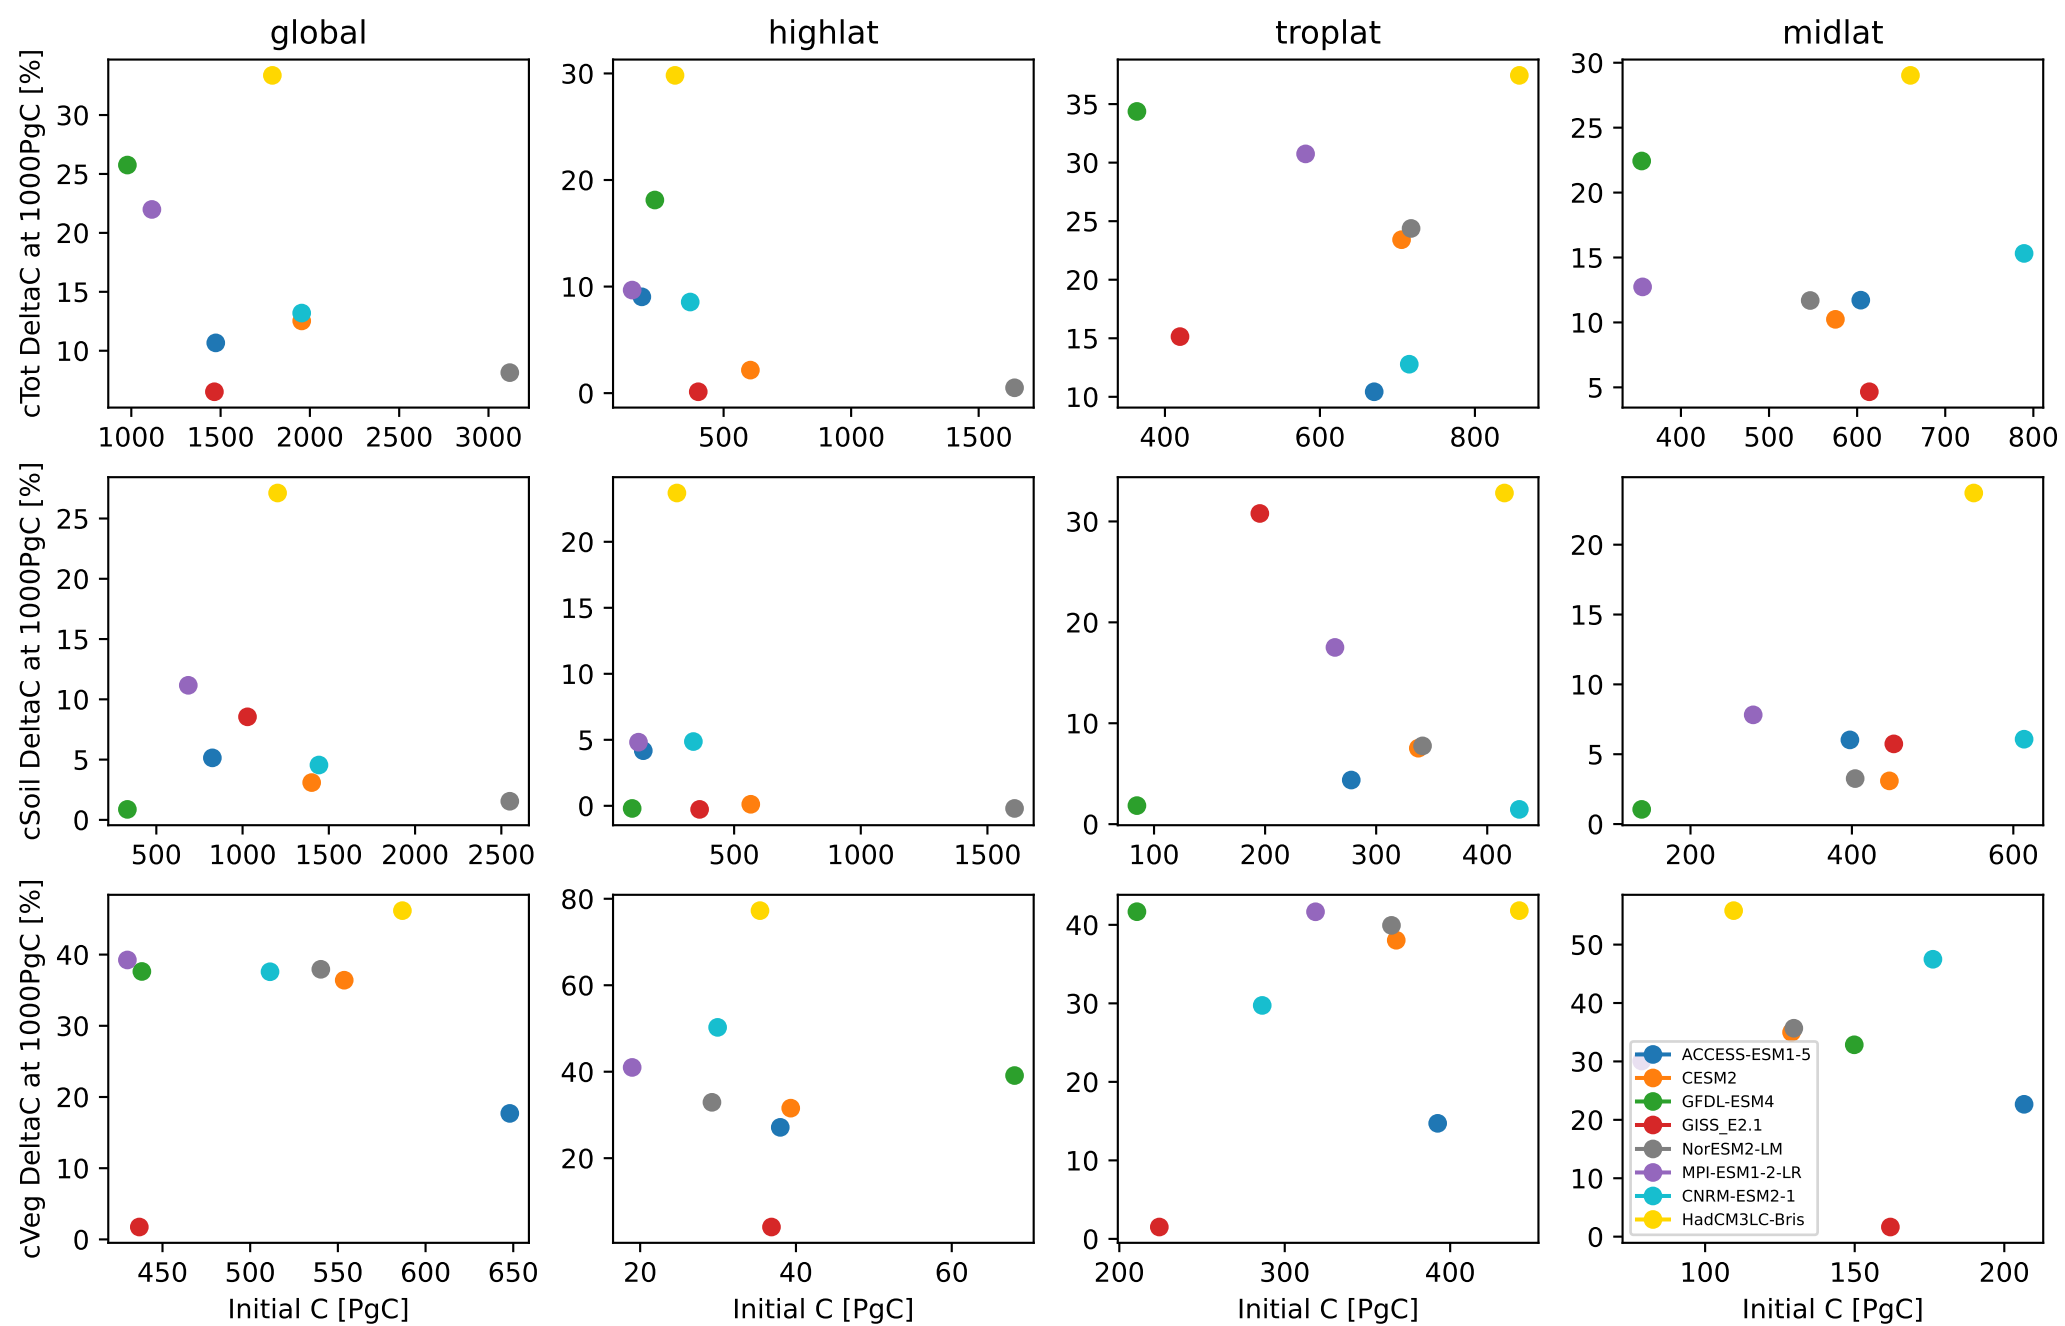 global highlat troplat midlat
cTot DeltaC at 1000PgC [%]
30
25
20
15
10
1000 1500 2000 2500 3000
30
20
10
0
500 1000 1500
35
30
25
20
15
10
400 600 800
30
25
20
15
10
5
400 500 600 700 800
cSoil DeltaC at 1000PgC [%]
25
20
15
10
5
0
500 1000 1500 2000 2500
20
15
10
5
0
500 1000 1500
30
20
10
0
100 200 300 400
20
15
10
5
0
200 400 600
cVeg DeltaC at 1000PgC [%]
40
30
20
10
0
450 500 550 600 650
Initial C [PgC]
80
60
40
20
20 40 60
Initial C [PgC]
40
30
20
10
0
200 300 400
Initial C [PgC]
50
40
30
20
10
0
ACCESS-ESM1-5
CESM2
GFDL-ESM4
GISS_E2.1
NorESM2-LM
MPI-ESM1-2-LR
CNRM-ESM2-1
HadCM3LC-Bris
100 150 200
Initial C [PgC]